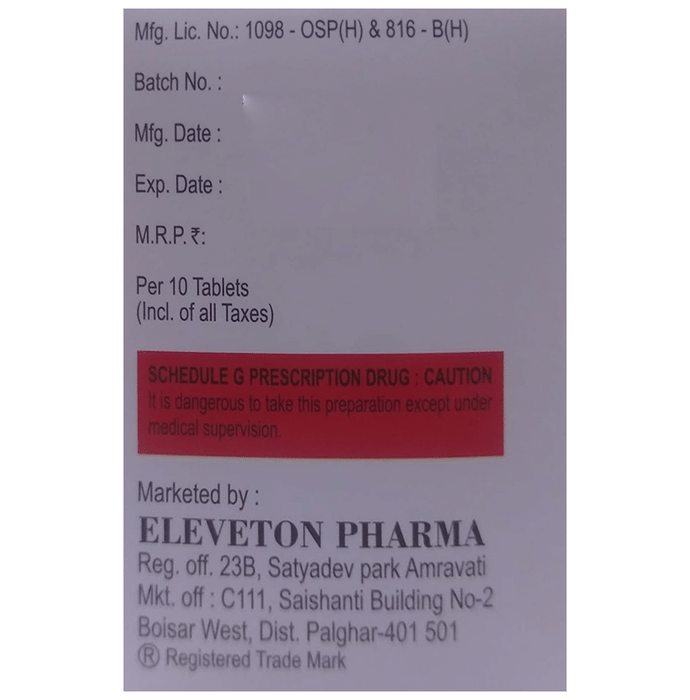 Mfg. Lic. No.: 1098 - OSP(H) & 816 - B(H)
Batch No. :
Mfg. Date :
Exp. Date :
M.R.P. ₹:
Per 10 Tablets
(Incl. of all Taxes)
SCHEDULE G PRESCRIPTION DRUG : CAUTION
It is dangerous to take this preparation except under
medical supervision.
Marketed by :
ELEVETON PHARMA
Reg. off. 23B, Satyadev park Amravati
Mkt. off : C111, Saishanti Building No-2
Boisar West, Dist. Palghar-401 501
® Registered Trade Mark